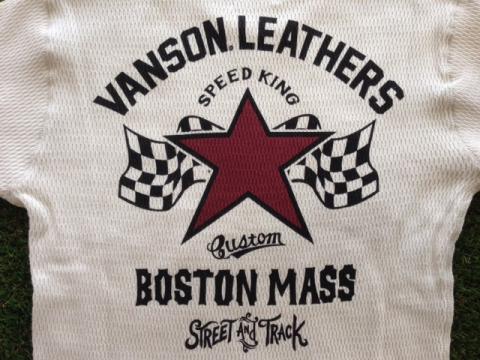 VANSON. LEATHERS
SPEED KING
Custom
BOSTON MASS
STREET AND TRACK